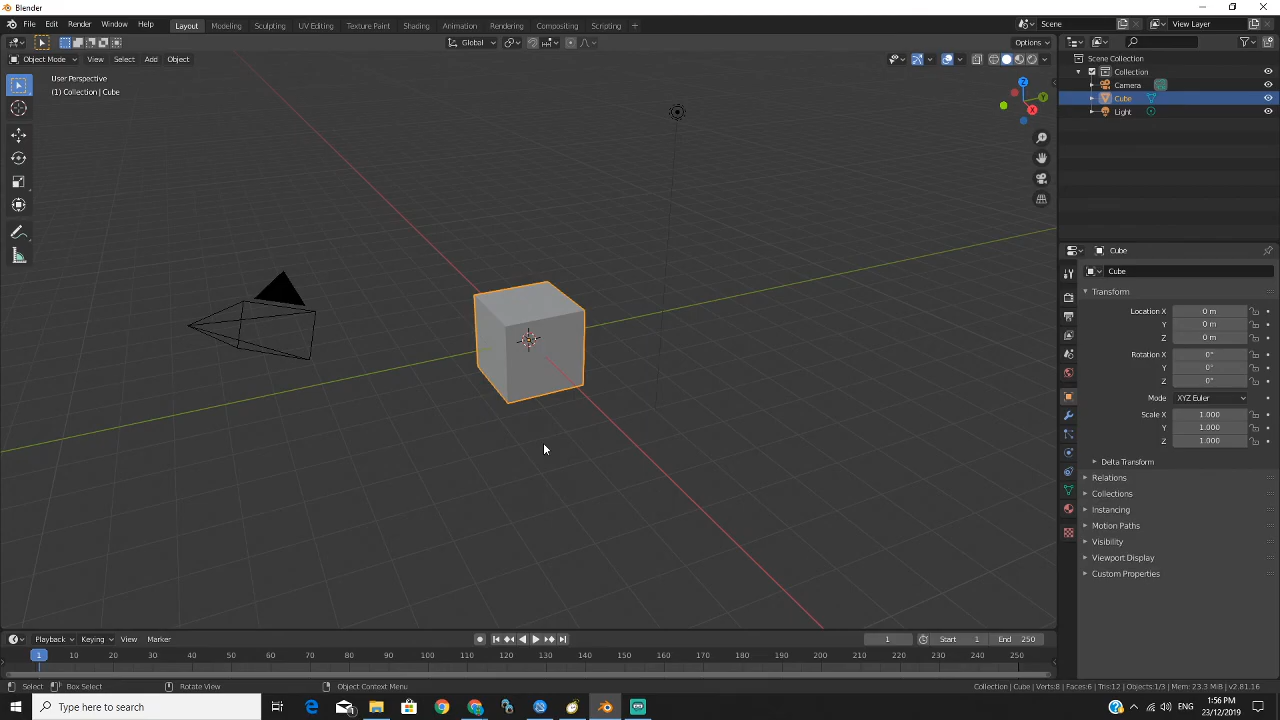 Blender
File Edit Render Window Help Layout Modeling Sculpting UV Editing Texture Paint Shading Animation Rendering Compositing Scripting + Scene View Layer
Global Options
Object Mode View Select Add Object
User Perspective
(1) Collection | Cube
Z
Y
X
Scene Collection
Collection
Camera
Cube
Light
Cube
Cube
Transform
Location X 0 m
Y 0 m
Z 0 m
Rotation X 0°
Y 0°
Z 0°
Mode XYZ Euler
Scale X 1.000
Y 1.000
Z 1.000
Delta Transform
Relations
Collections
Instancing
Motion Paths
Visibility
Viewport Display
Custom Properties
Playback Keying View Marker 1 Start 1 End 250
1 10 20 30 40 50 60 70 80 90 100 110 120 130 140 150 160 170 180 190 200 210 220 230 240 250
Select Box Select Rotate View Object Context Menu Collection | Cube | Verts:8 | Faces:6 | Tris:12 | Objects:1/3 | Mem: 23.3 MiB | v2.81.16
Type here to search
ENG
1:56 PM
23/12/2019